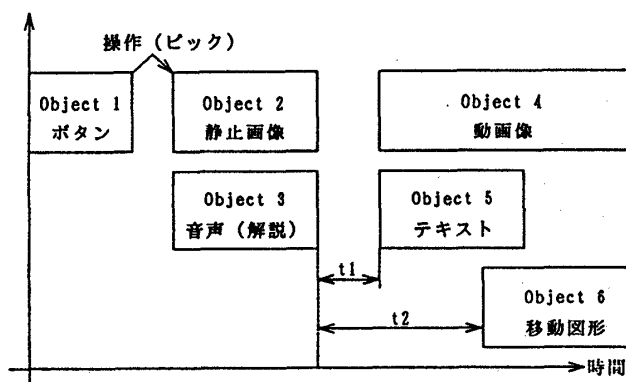 操作（ピック）
Object 1
ボタン
Object 2
静止画像
Object 4
動画像
Object 3
音声（解説）
Object 5
テキスト
t1
t2
Object 6
移動図形
時間